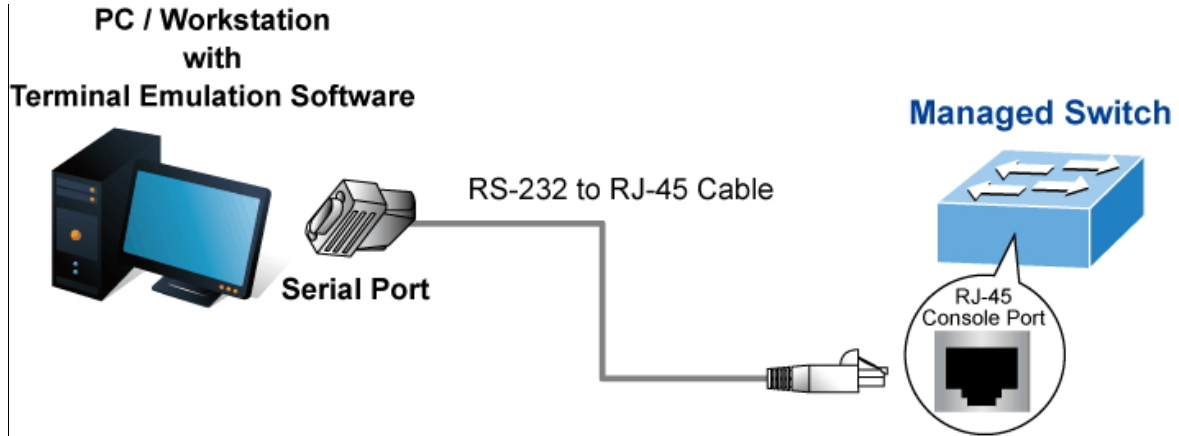 PC / Workstation
with
Terminal Emulation Software
Managed Switch
RS-232 to RJ-45 Cable
Serial Port
RJ-45
Console Port